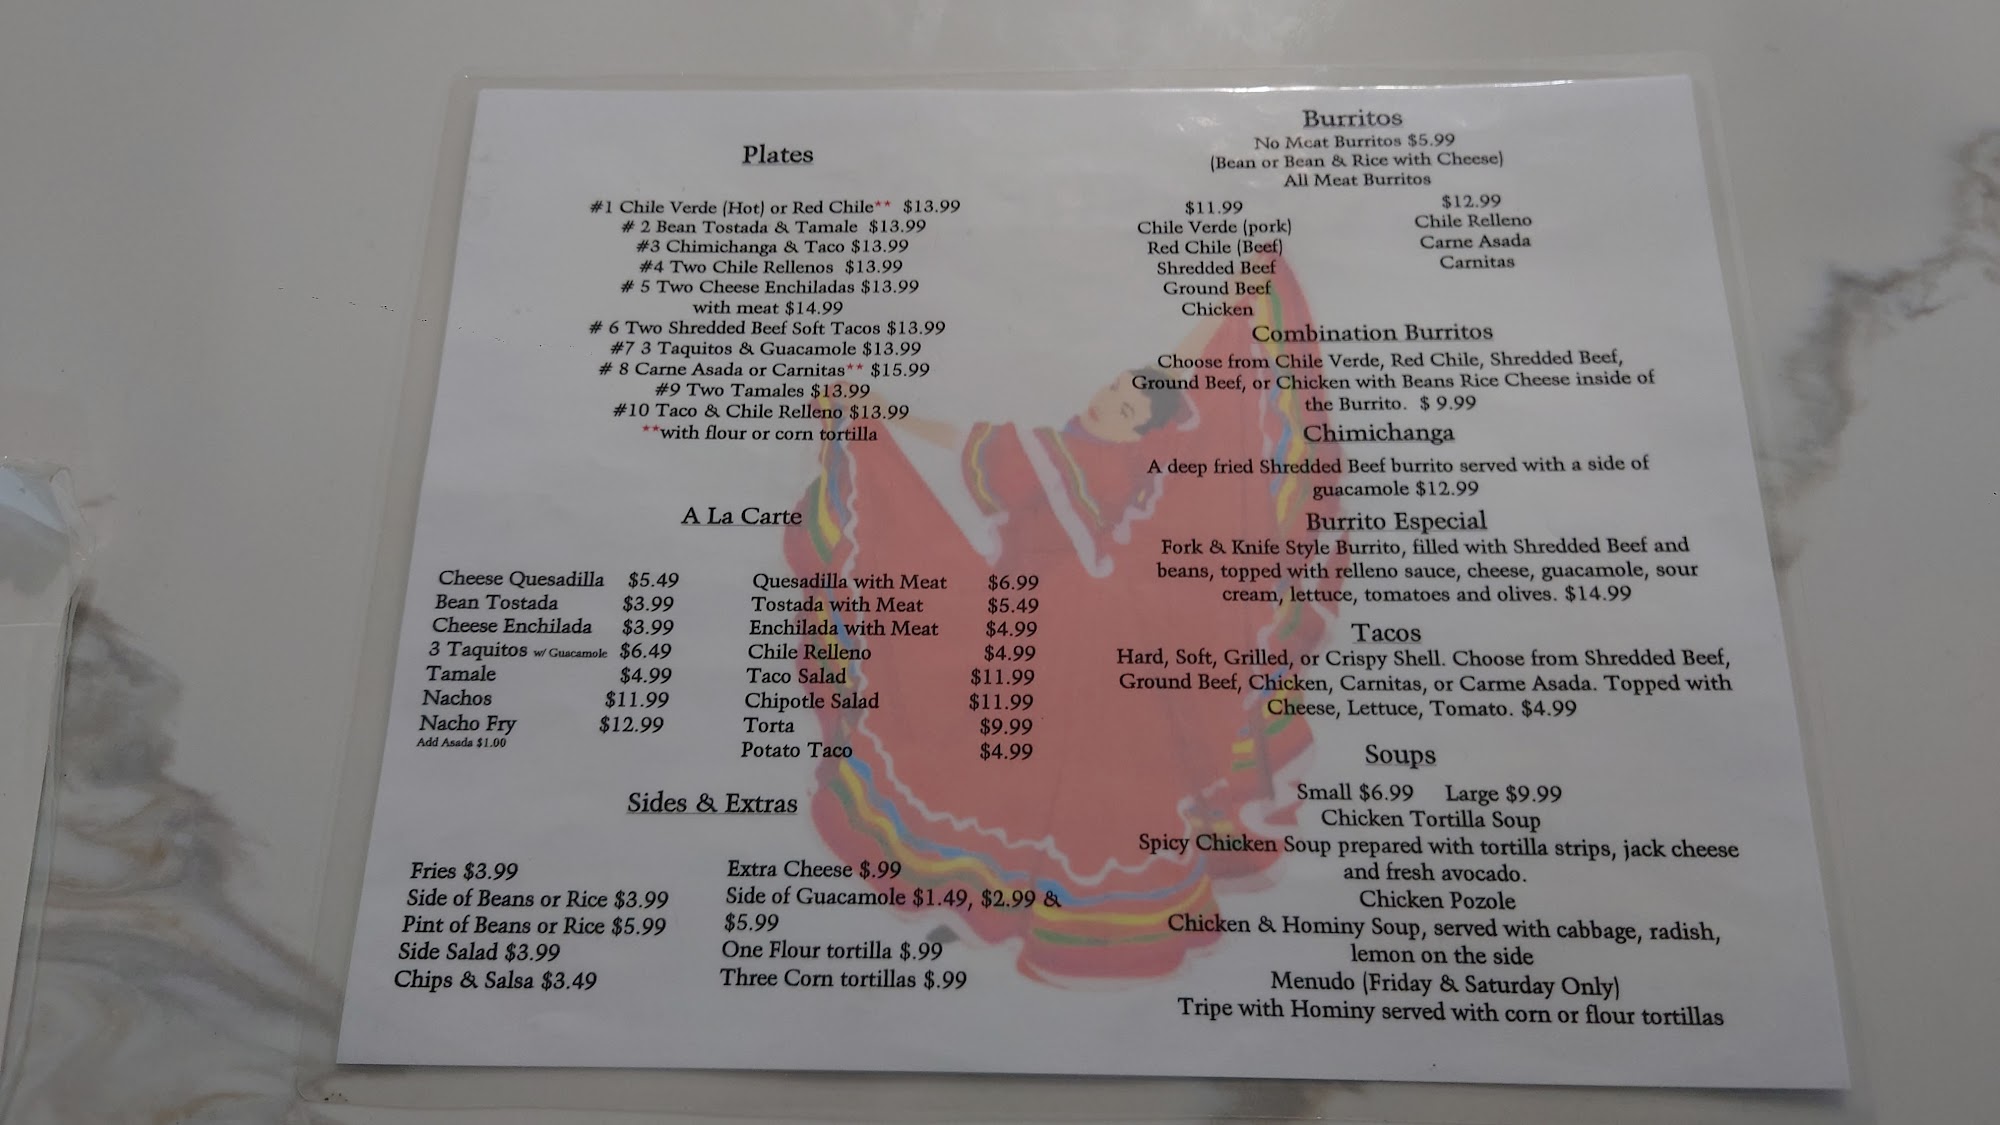 Plates
#1 Chile Verde (Hot) or Red Chile** $13.99
# 2 Bean Tostada & Tamale $13.99
#3 Chimichanga & Taco $13.99
#4 Two Chile Rellenos $13.99
# 5 Two Cheese Enchiladas $13.99
with meat $14.99
# 6 Two Shredded Beef Soft Tacos $13.99
#7 3 Taquitos & Guacamole $13.99
# 8 Carne Asada or Carnitas** $15.99
#9 Two Tamales $13.99
#10 Taco & Chile Relleno $13.99
**with flour or corn tortilla
A La Carte
Cheese Quesadilla $5.49
Bean Tostada $3.99
Cheese Enchilada $3.99
3 Taquitos w/ Guacamole $6.49
Tamale $4.99
Nachos $11.99
Nacho Fry $12.99
Add Asada $1.00
Quesadilla with Meat $6.99
Tostada with Meat $5.49
Enchilada with Meat $4.99
Chile Relleno $4.99
Taco Salad $11.99
Chipotle Salad $11.99
Torta $9.99
Potato Taco $4.99
Sides & Extras
Fries $3.99
Side of Beans or Rice $3.99
Pint of Beans or Rice $5.99
Side Salad $3.99
Chips & Salsa $3.49
Extra Cheese $.99
Side of Guacamole $1.49, $2.99 &
$5.99
One Flour tortilla $.99
Three Corn tortillas $.99
Burritos
No Meat Burritos $5.99
(Bean or Bean & Rice with Cheese)
All Meat Burritos
$11.99
Chile Verde (pork)
Red Chile (Beef)
Shredded Beef
Ground Beef
Chicken
$12.99
Chile Relleno
Carne Asada
Carnitas
Combination Burritos
Choose from Chile Verde, Red Chile, Shredded Beef,
Ground Beef, or Chicken with Beans Rice Cheese inside of
the Burrito. $ 9.99
Chimichanga
A deep fried Shredded Beef burrito served with a side of
guacamole $12.99
Burrito Especial
Fork & Knife Style Burrito, filled with Shredded Beef and
beans, topped with relleno sauce, cheese, guacamole, sour
cream, lettuce, tomatoes and olives. $14.99
Tacos
Hard, Soft, Grilled, or Crispy Shell. Choose from Shredded Beef,
Ground Beef, Chicken, Carnitas, or Carme Asada. Topped with
Cheese, Lettuce, Tomato. $4.99
Soups
Small $6.99 Large $9.99
Chicken Tortilla Soup
Spicy Chicken Soup prepared with tortilla strips, jack cheese
and fresh avocado.
Chicken Pozole
Chicken & Hominy Soup, served with cabbage, radish,
lemon on the side
Menudo (Friday & Saturday Only)
Tripe with Hominy served with corn or flour tortillas